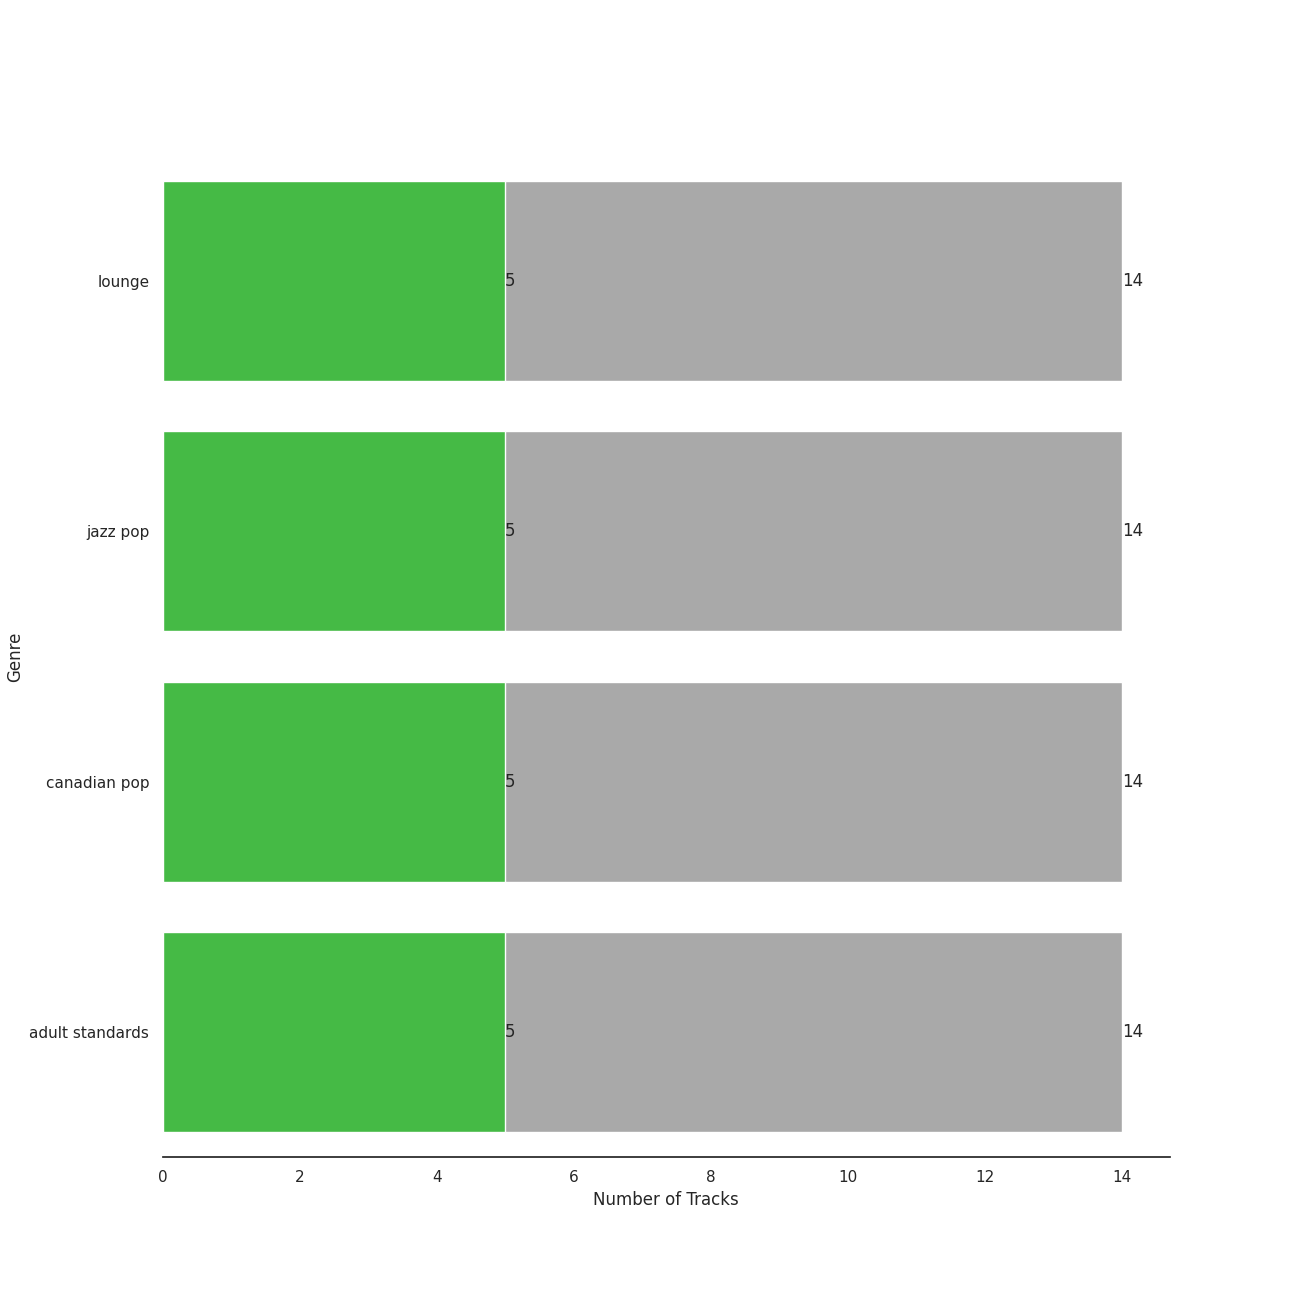 lounge 5 14
jazz pop 5 14
Genre
canadian pop 5 14
adult standards 5 14
0 2 4 6 8 10 12 14
Number of Tracks